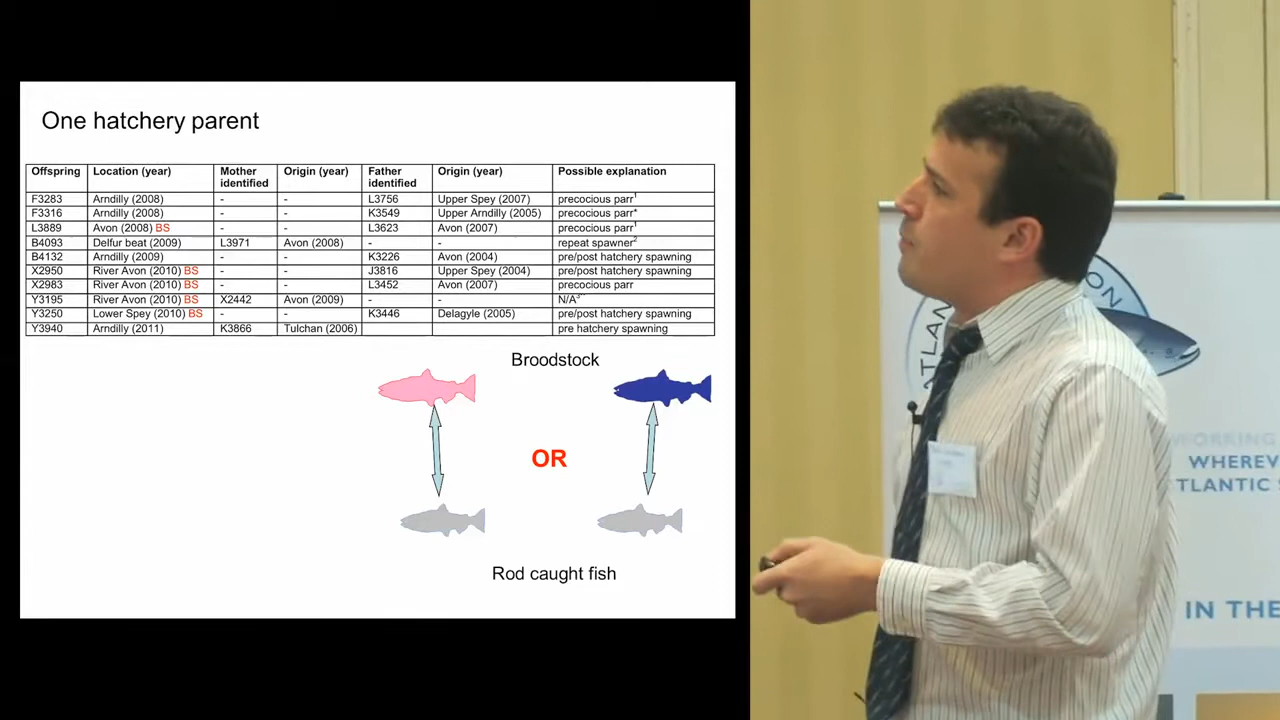 One hatchery parent
Offspring Location (year) Mother identified Origin (year) Father identified Origin (year) Possible explanation
F3283 Arndilly (2008) - - L3756 Upper Spey (2007) precocious parr¹
F3316 Arndilly (2008) - - K3549 Upper Arndilly (2005) precocious parr*
L3889 Avon (2008) BS - - L3623 Avon (2007) precocious parr¹
B4093 Delfur beat (2009) L3971 Avon (2008) - - repeat spawner²
B4132 Arndilly (2009) - - K3226 Avon (2004) pre/post hatchery spawning
X2950 River Avon (2010) BS - - J3816 Upper Spey (2004) pre/post hatchery spawning
X2983 River Avon (2010) BS - - L3452 Avon (2007) precocious parr
Y3195 River Avon (2010) BS X2442 Avon (2009) - - N/A³
Y3250 Lower Spey (2010) BS - - K3446 Delagyle (2005) pre/post hatchery spawning
Y3940 Arndilly (2011) K3866 Tulchan (2006) pre hatchery spawning
Broodstock
OR
Rod caught fish
ATLAN
ON
WORKING
WHEREV
TLANTIC
IN THE